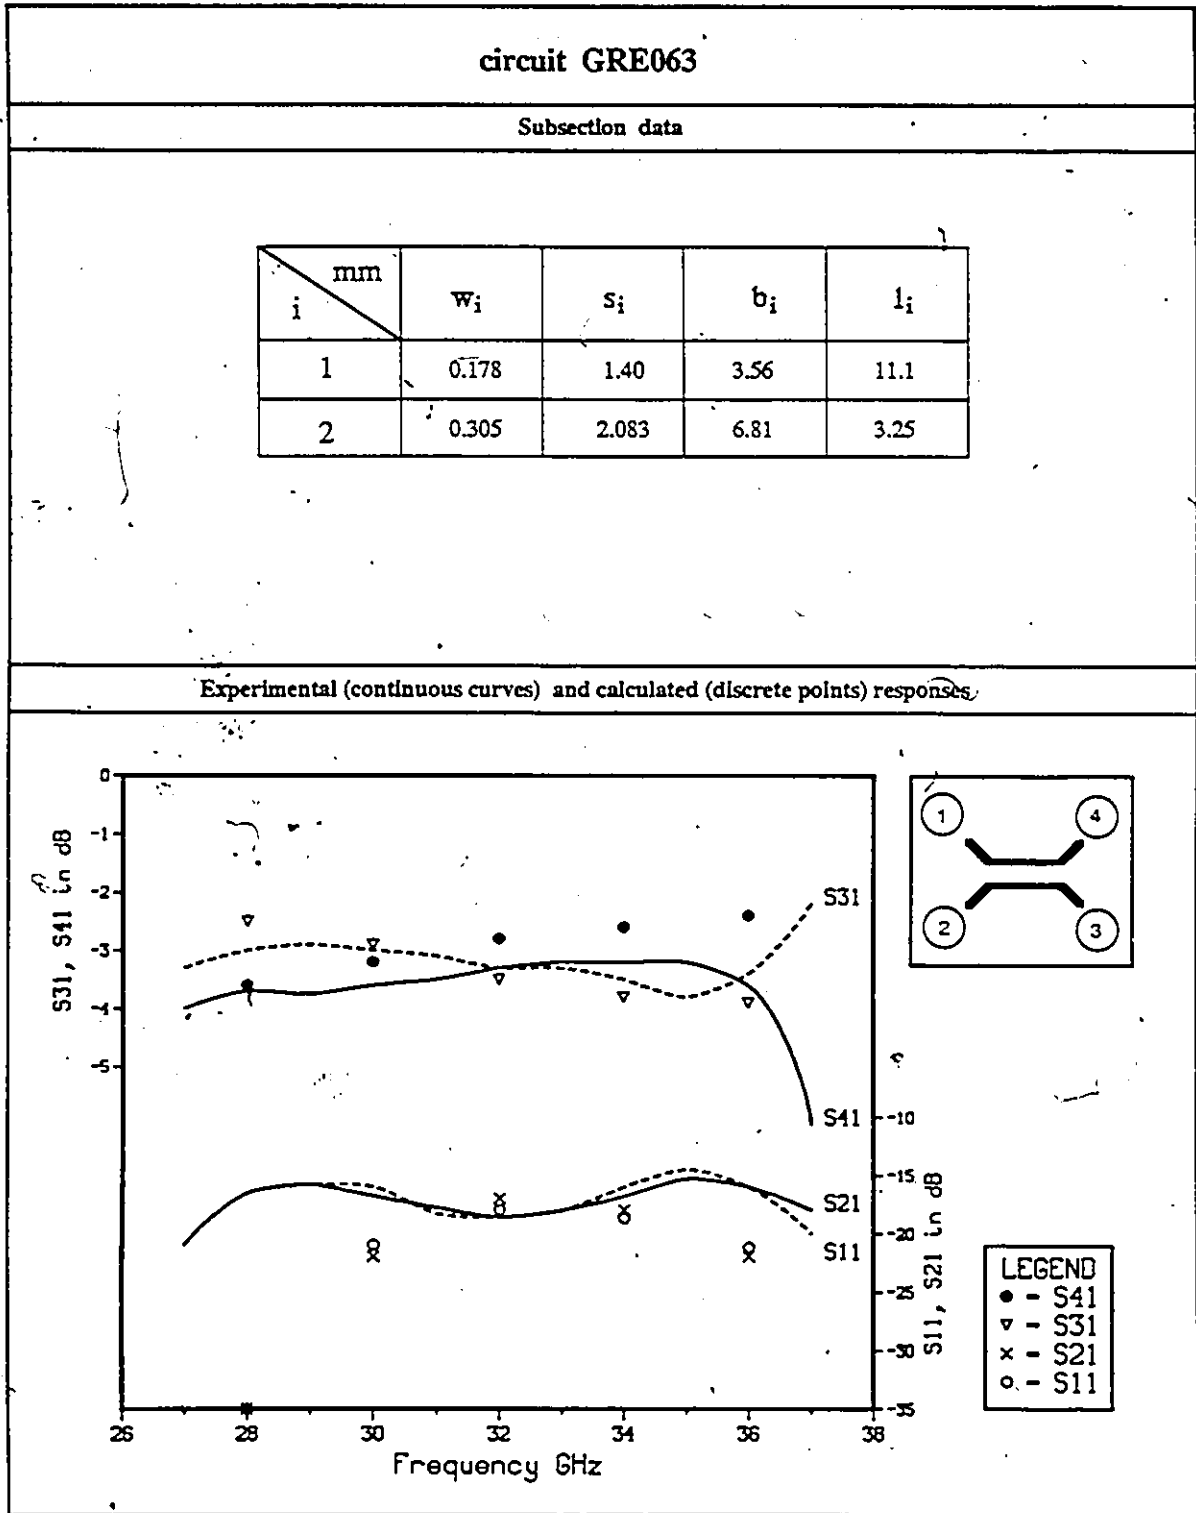 circuit GRE063
Subsection data
mm
i wi si bi li
1 0.178 1.40 3.56 11.1
2 0.305 2.083 6.81 3.25
Experimental (continuous curves) and calculated (discrete points) responses
S31, S41 in dB
0
-1
-2
-3
-4
-5
S31
S41
S21
S11
-10
-15
-20
-25
-30
-35
S11, S21 in dB
26 28 30 32 34 36 38
Frequency GHz
1 4
2 3
LEGEND
● - S41
▽ - S31
× - S21
○ - S11